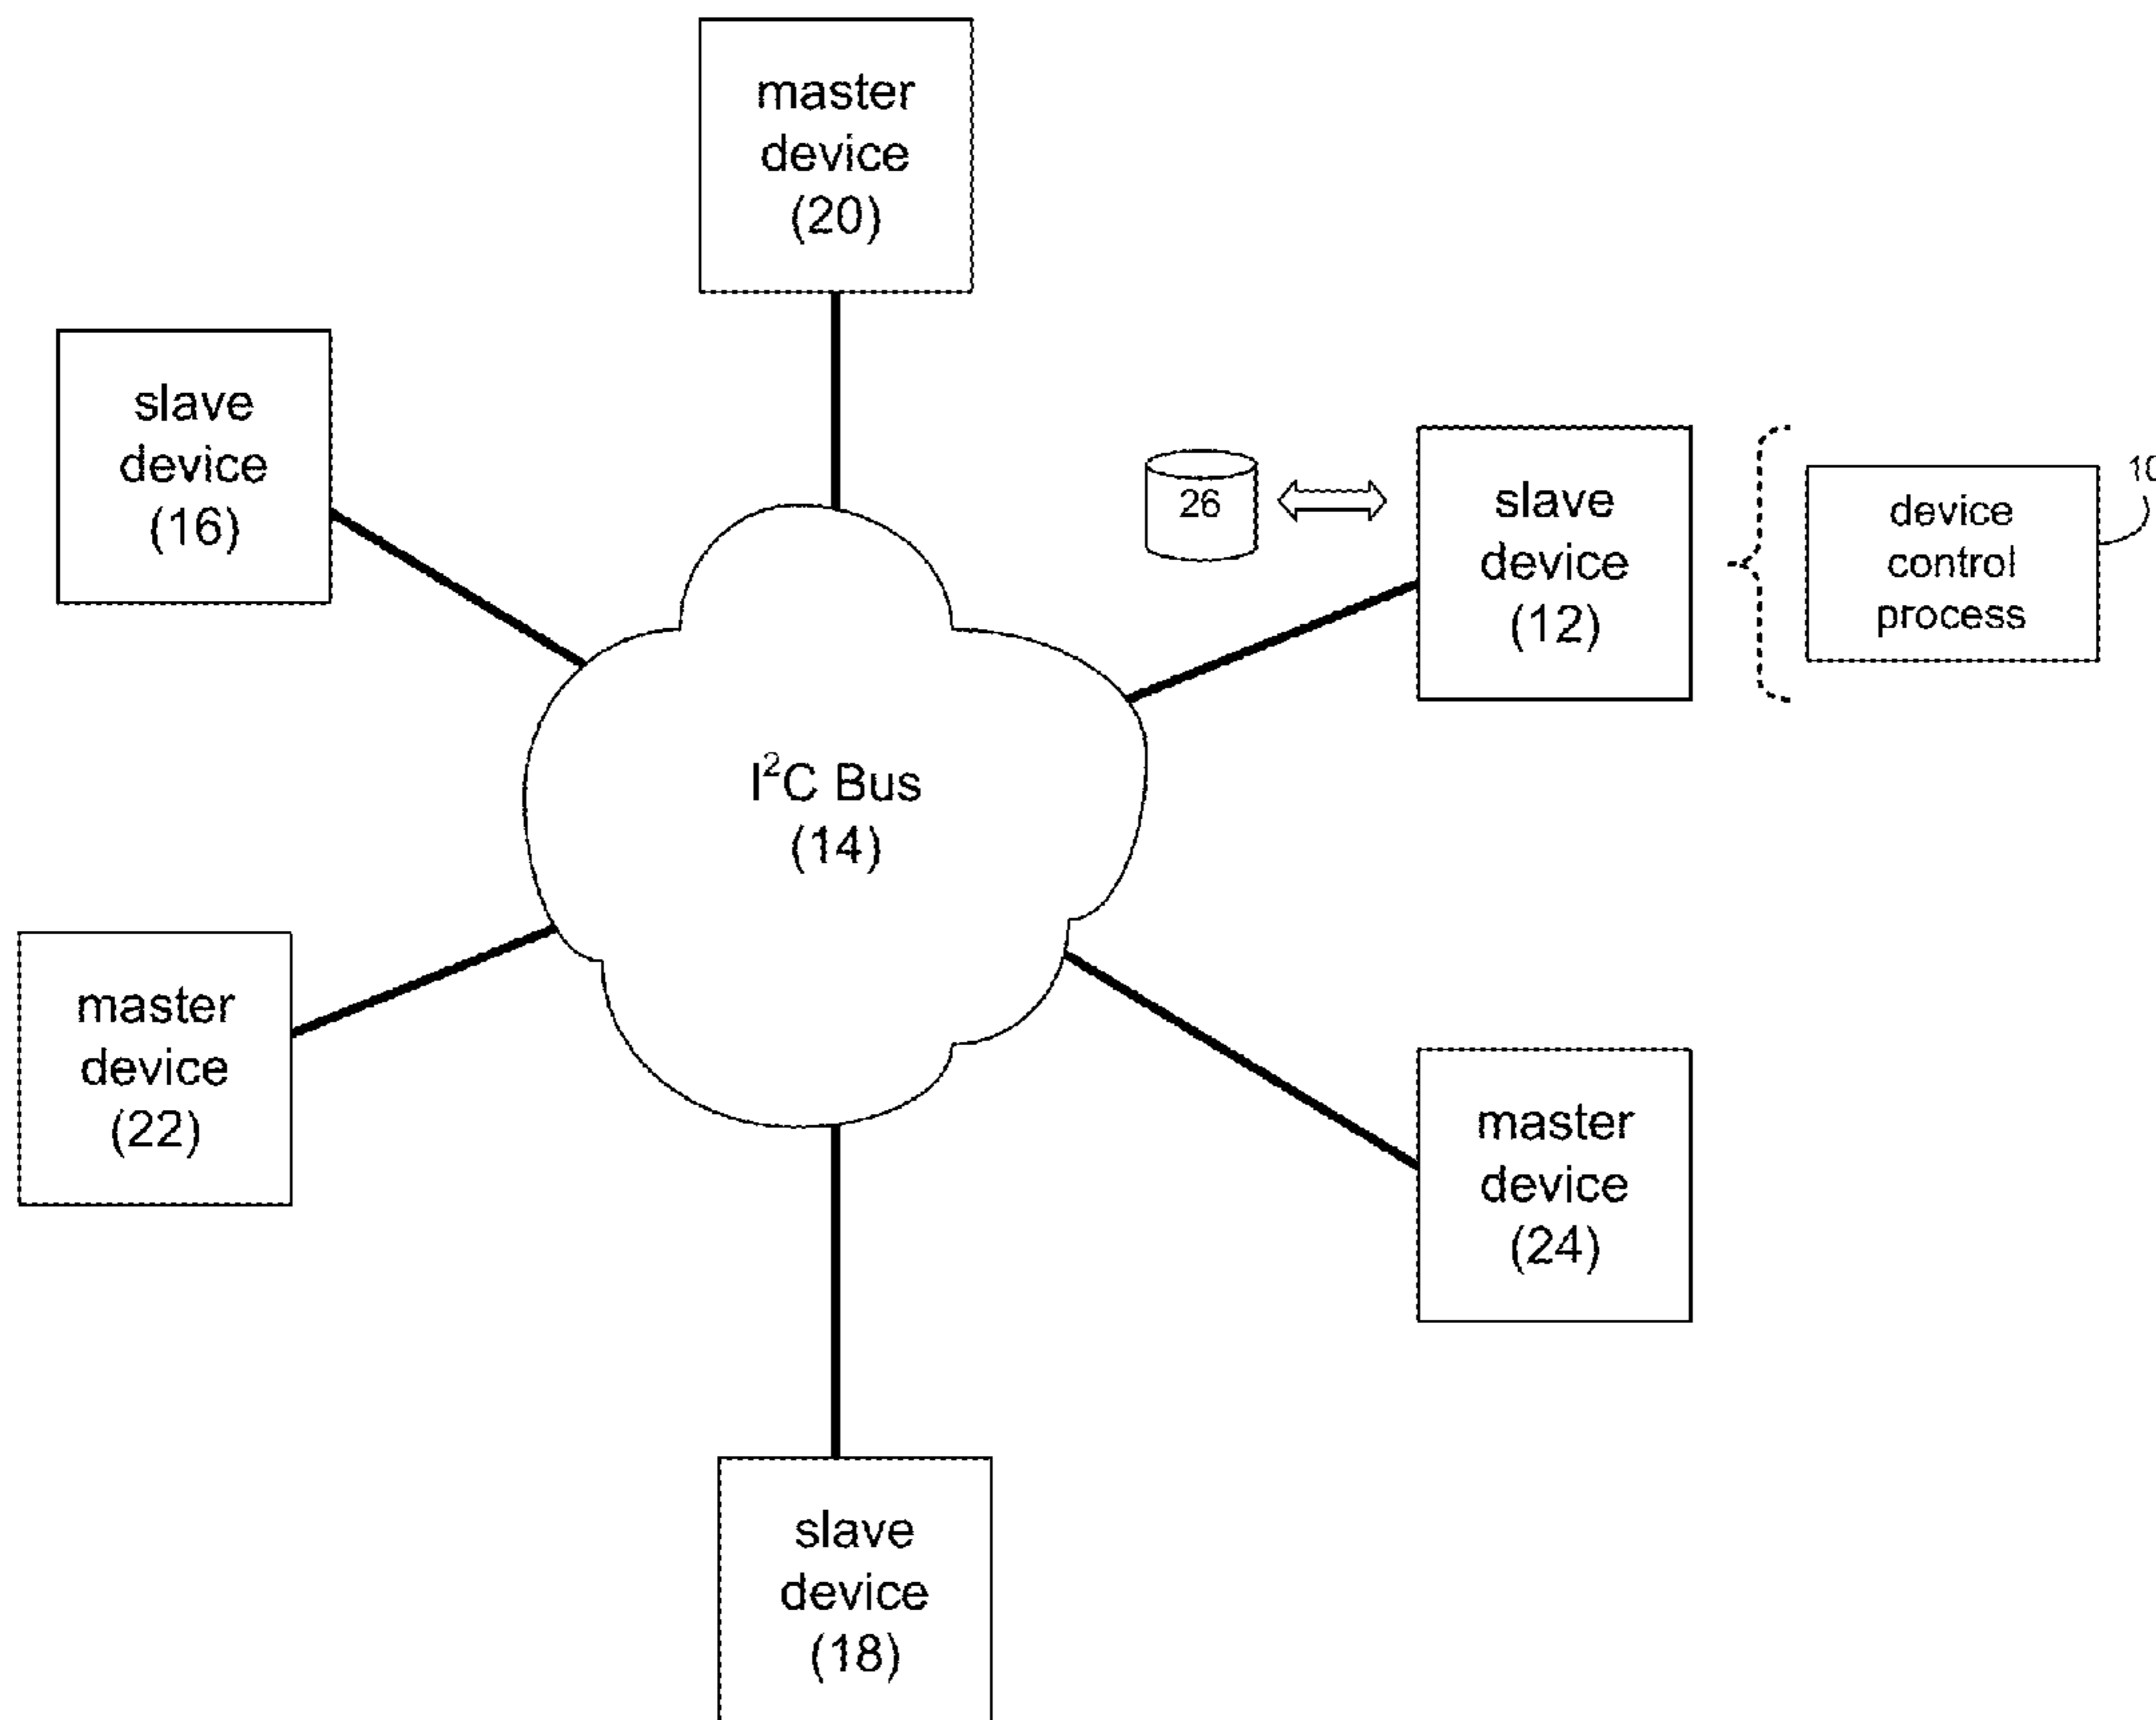 master
device
(20)
slave
device
(16)
26
slave
device
(12)
device
control
process
10
I²C Bus
(14)
master
device
(22)
master
device
(24)
slave
device
(18)